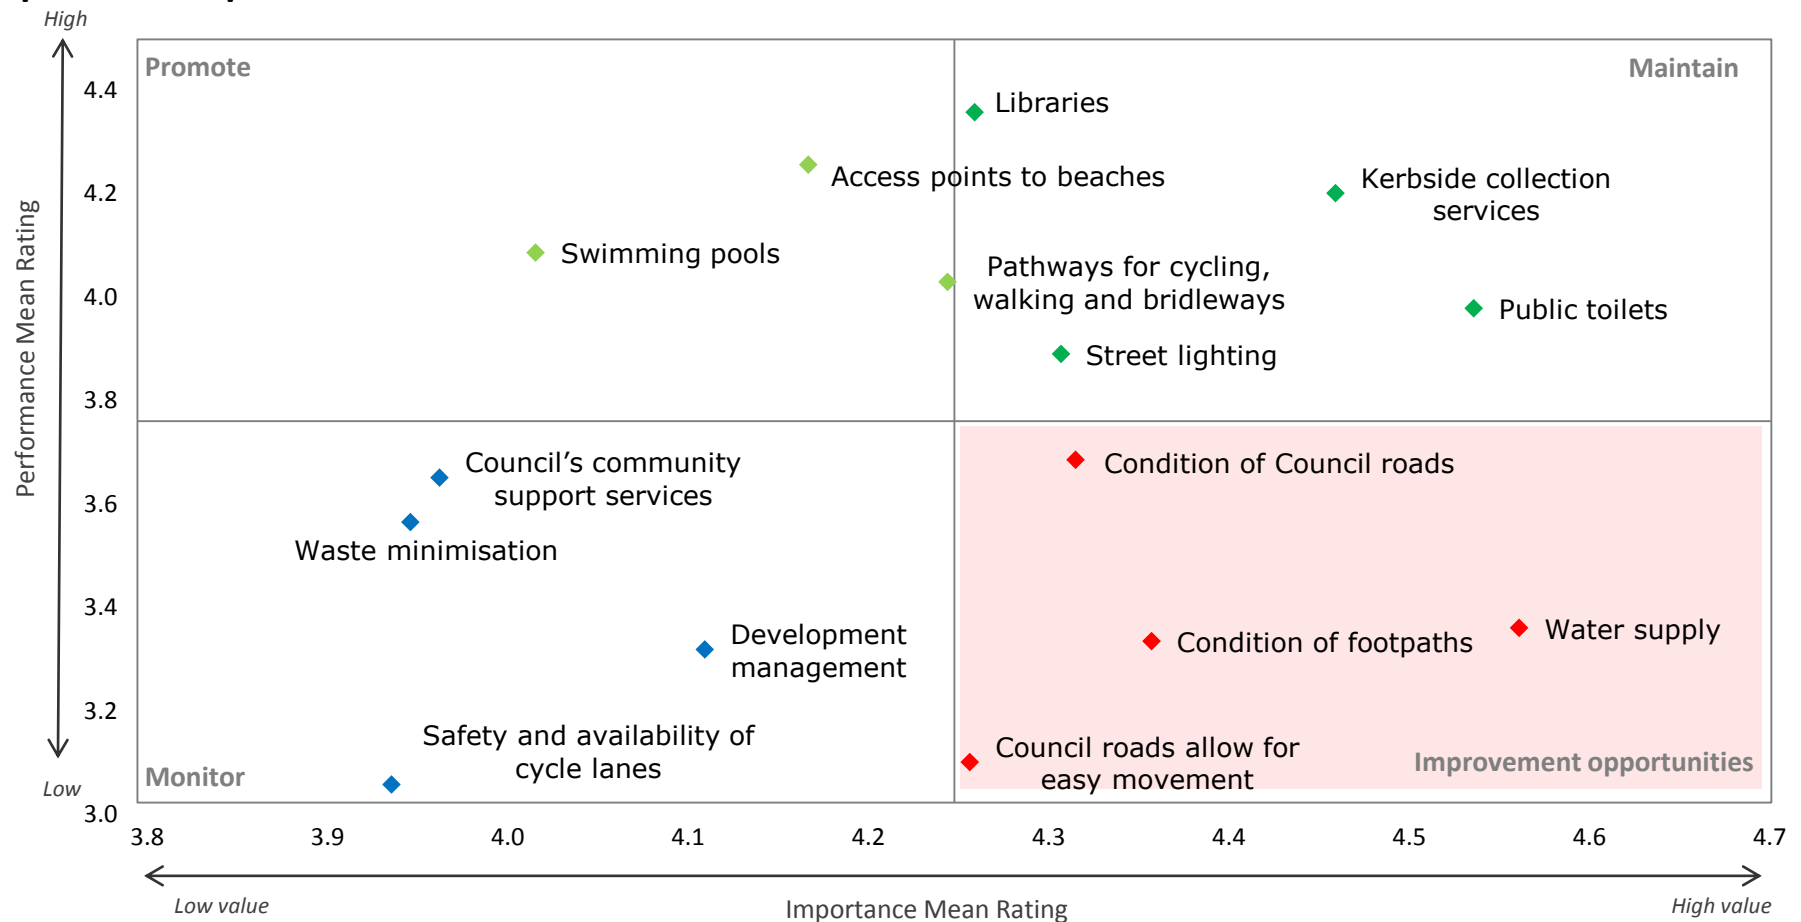 High
Promote
Maintain
4.4
Libraries
Access points to beaches
4.2
Kerbside collection
services
Swimming pools
Pathways for cycling,
walking and bridleways
4.0
Public toilets
Street lighting
3.8
Performance Mean Rating
Council’s community
support services
Condition of Council roads
3.6
Waste minimisation
3.4
Development
management
Condition of footpaths
Water supply
3.2
Safety and availability of
cycle lanes
Council roads allow for
easy movement
Improvement opportunities
Monitor
Low
3.0
3.8 3.9 4.0 4.1 4.2 4.3 4.4 4.5 4.6 4.7
Low value
Importance Mean Rating
High value